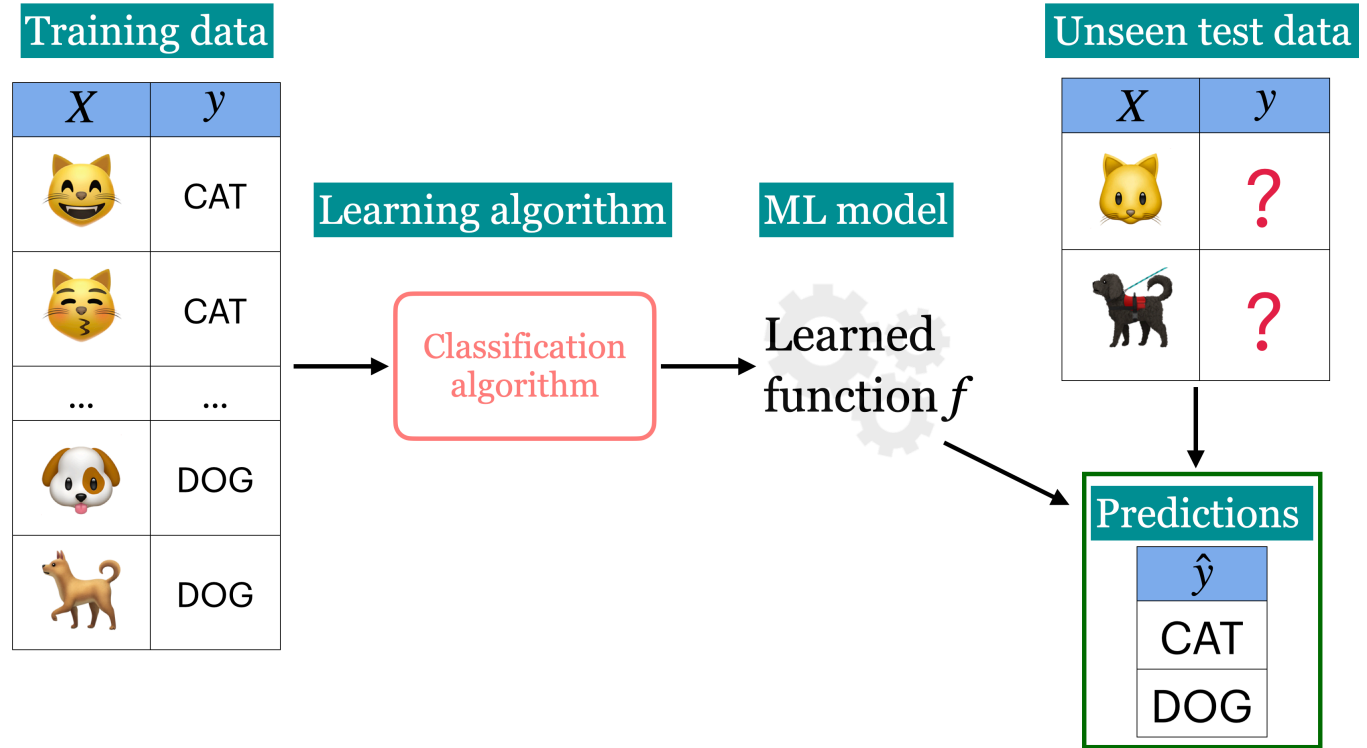 Training data
X y
CAT
CAT
... ...
DOG
DOG
Learning algorithm
Classification
algorithm
ML model
Learned
function f
Unseen test data
X y
?
?
Predictions
ŷ
CAT
DOG